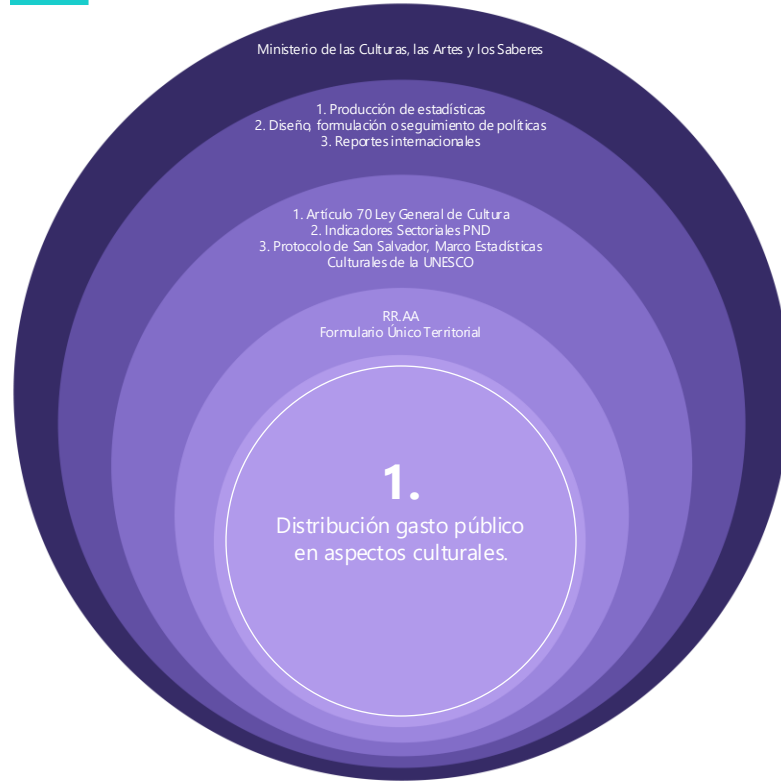 Ministerio de las Culturas, las Artes y los Saberes
1. Producción de estadísticas
2. Diseño, formulación o seguimiento de políticas
3. Reportes internacionales
1. Artículo 70 Ley General de Cultura
2. Indicadores Sectoriales PND
3. Protocolo de San Salvador, Marco Estadísticas
Culturales de la UNESCO
RR.AA
Formulario Único Territorial
1.
Distribución gasto público
en aspectos culturales.